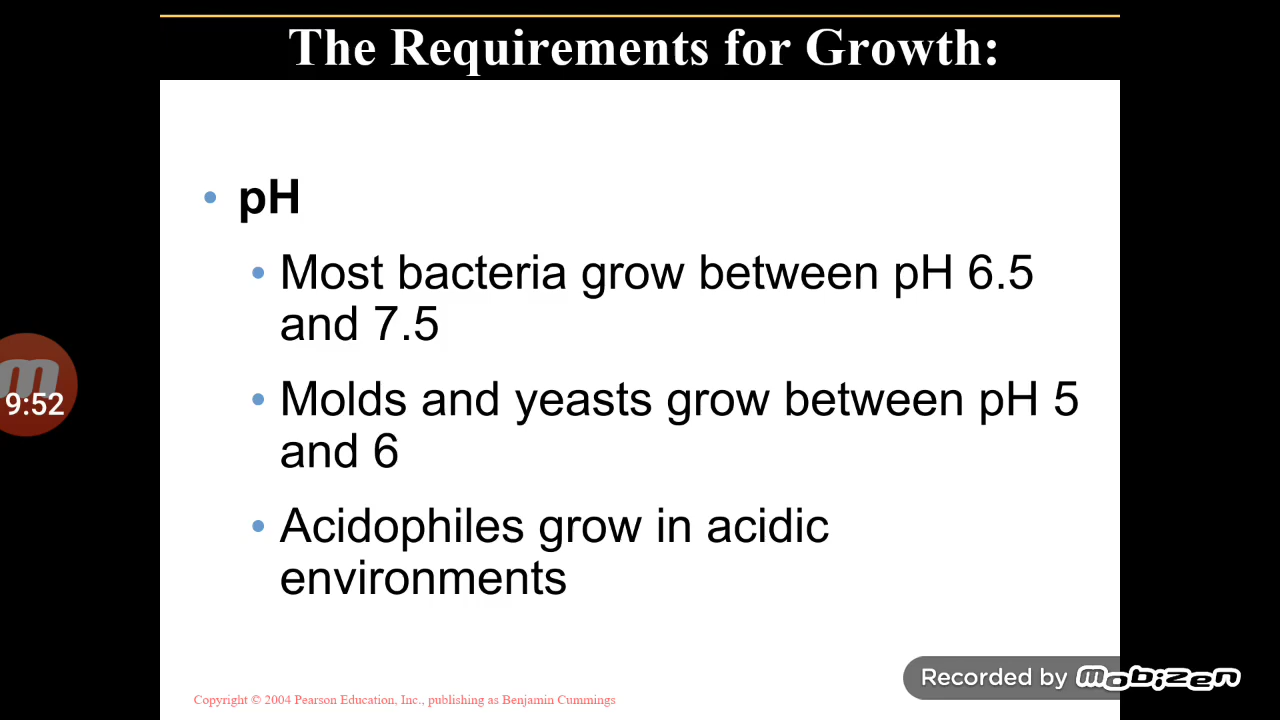 The Requirements for Growth:
• pH
• Most bacteria grow between pH 6.5
and 7.5
• Molds and yeasts grow between pH 5
and 6
• Acidophiles grow in acidic
environments
m
9:52
Recorded by mobizen
Copyright © 2004 Pearson Education, Inc., publishing as Benjamin Cummings